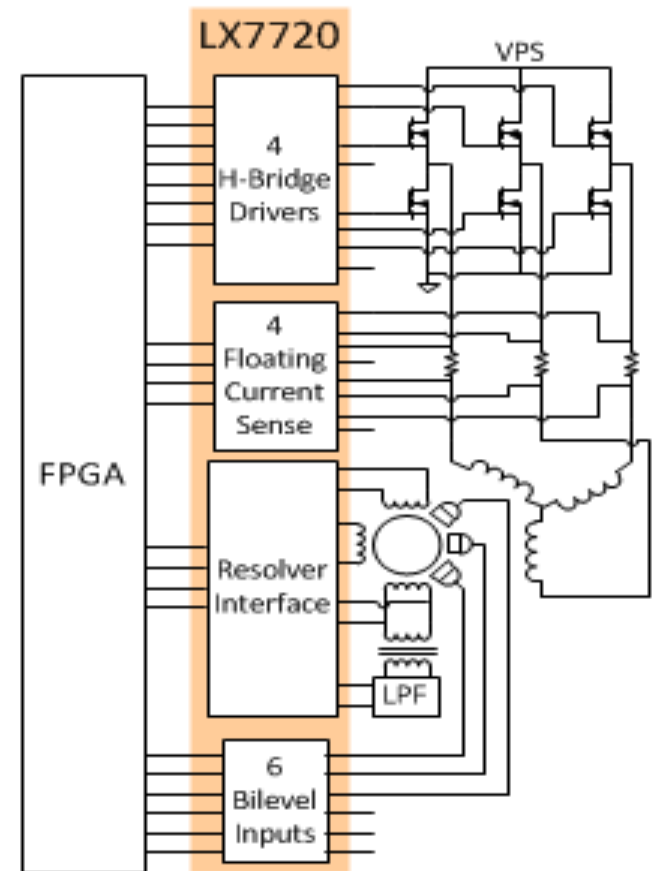 LX7720
VPS
4
H-Bridge
Drivers
4
Floating
Current
Sense
FPGA
Resolver
Interface
LPF
6
Bilevel
Inputs